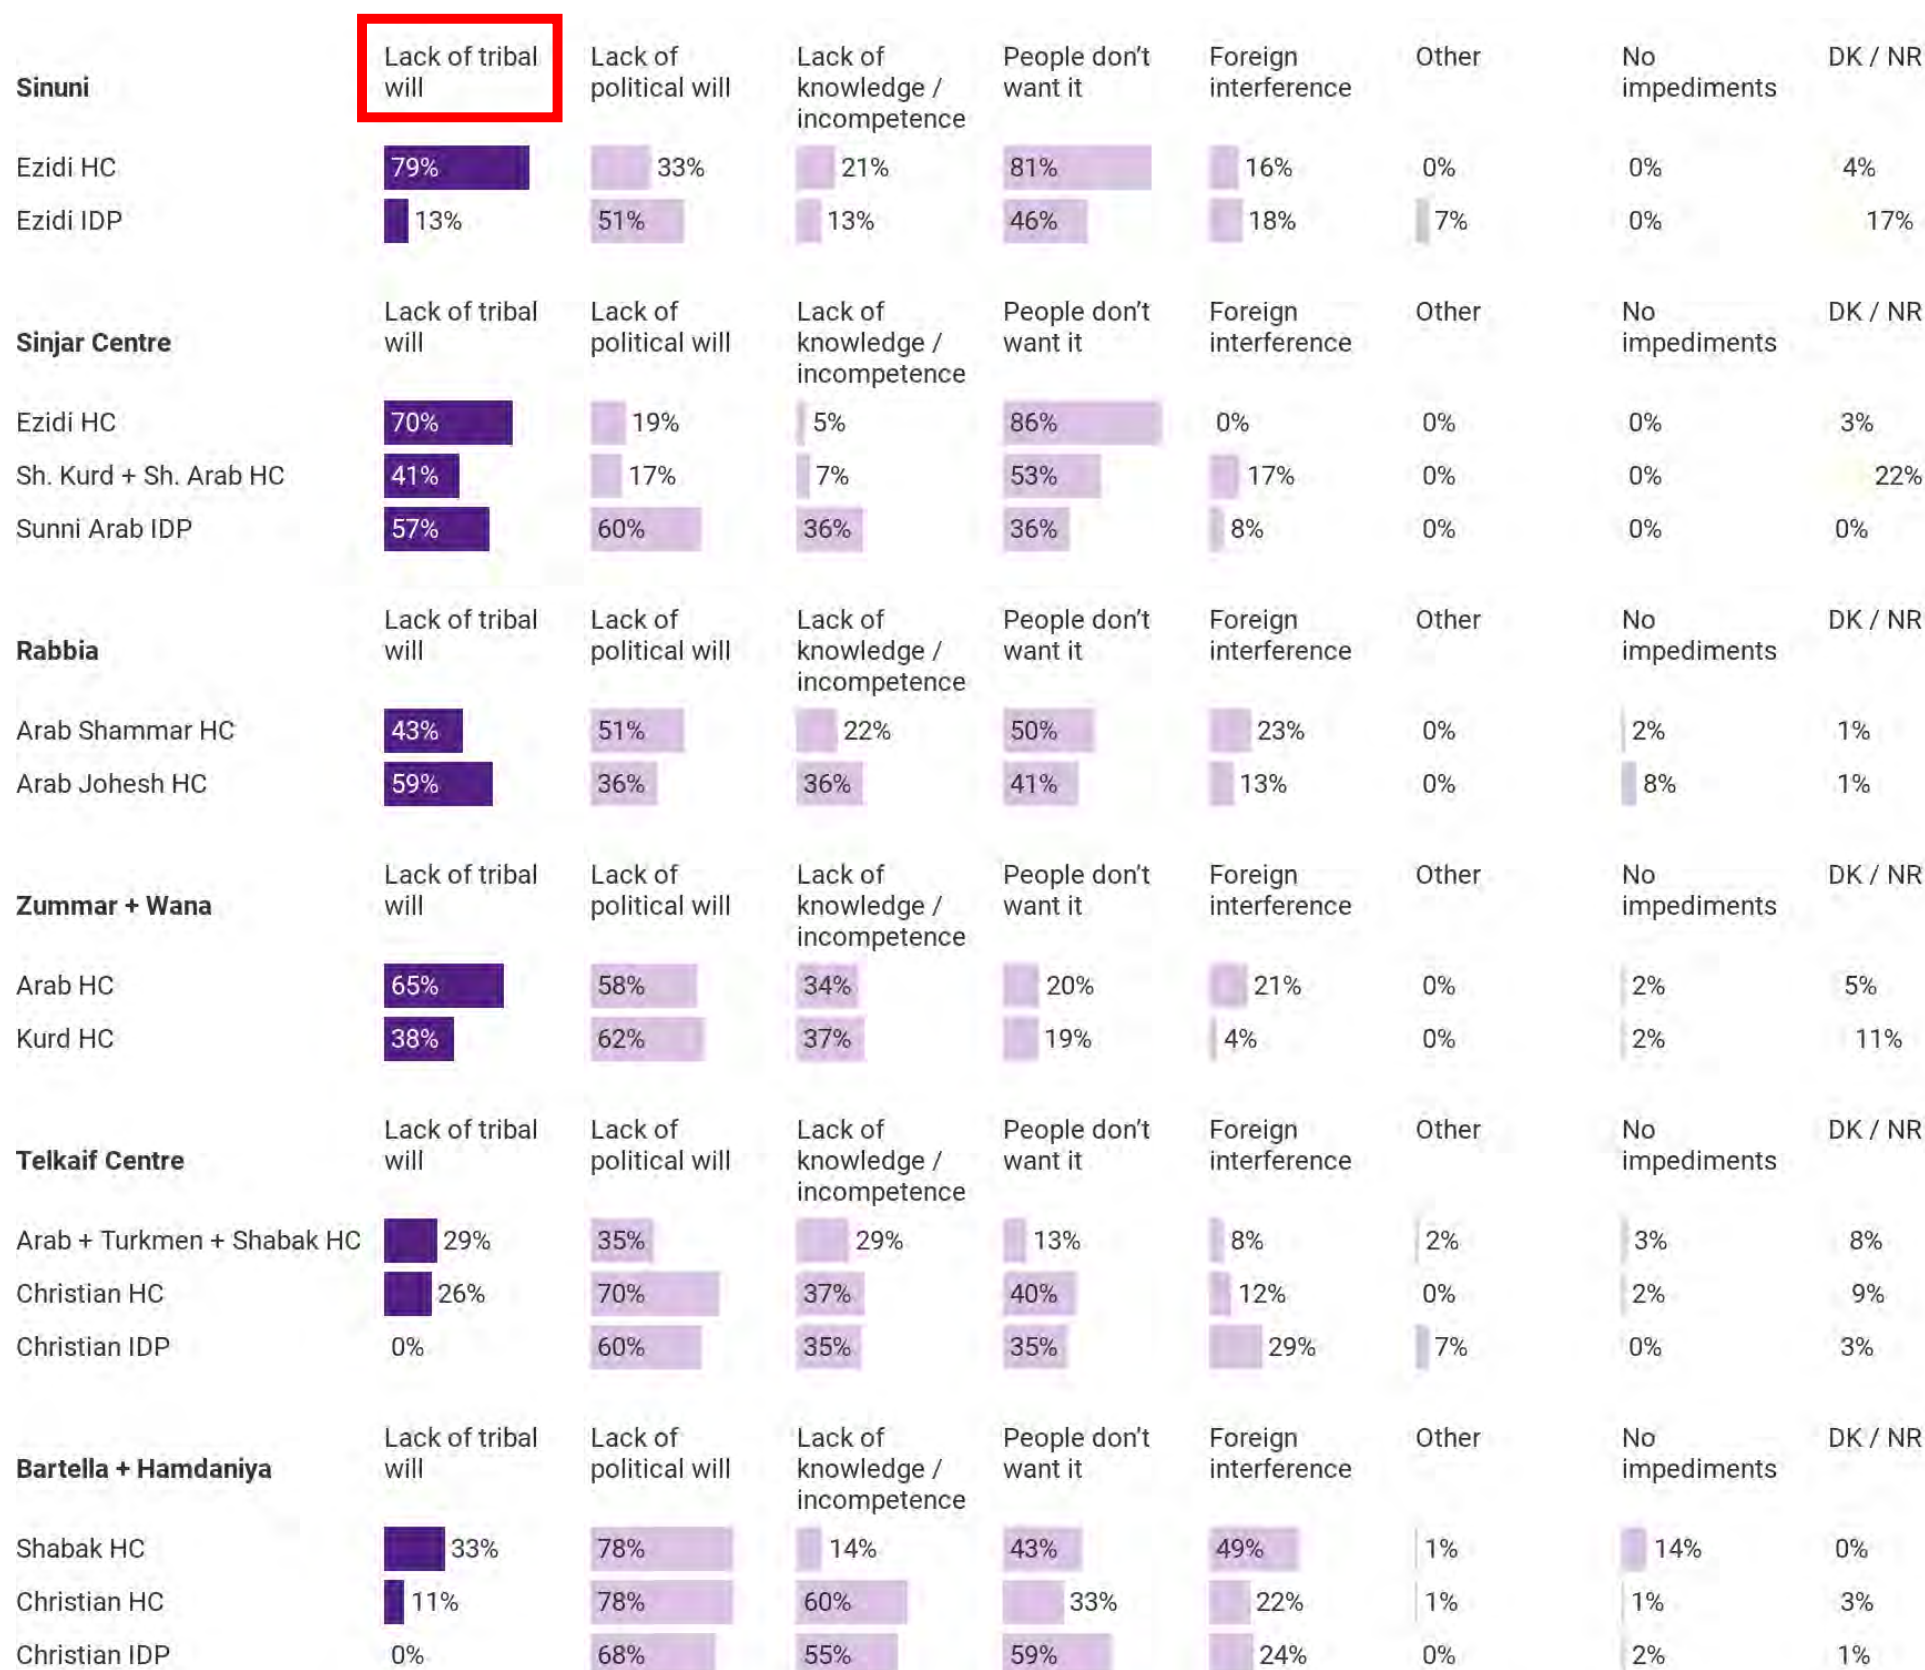 Sinuni Lack of tribal will Lack of political will Lack of knowledge / incompetence People don't want it Foreign interference Other No impediments DK / NR
Ezidi HC 79% 33% 21% 81% 16% 0% 0% 4%
Ezidi IDP 13% 51% 13% 46% 18% 7% 0% 17%
Sinjar Centre Lack of tribal will Lack of political will Lack of knowledge / incompetence People don't want it Foreign interference Other No impediments DK / NR
Ezidi HC 70% 19% 5% 86% 0% 0% 0% 3%
Sh. Kurd + Sh. Arab HC 41% 17% 7% 53% 17% 0% 0% 22%
Sunni Arab IDP 57% 60% 36% 36% 8% 0% 0% 0%
Rabbia Lack of tribal will Lack of political will Lack of knowledge / incompetence People don't want it Foreign interference Other No impediments DK / NR
Arab Shammar HC 43% 51% 22% 50% 23% 0% 2% 1%
Arab Johesh HC 59% 36% 36% 41% 13% 0% 8% 1%
Zummar + Wana Lack of tribal will Lack of political will Lack of knowledge / incompetence People don't want it Foreign interference Other No impediments DK / NR
Arab HC 65% 58% 34% 20% 21% 0% 2% 5%
Kurd HC 38% 62% 37% 19% 4% 0% 2% 11%
Telkaif Centre Lack of tribal will Lack of political will Lack of knowledge / incompetence People don't want it Foreign interference Other No impediments DK / NR
Arab + Turkmen + Shabak HC 29% 35% 29% 13% 8% 2% 3% 8%
Christian HC 26% 70% 37% 40% 12% 0% 2% 9%
Christian IDP 0% 60% 35% 35% 29% 7% 0% 3%
Bartella + Hamdaniya Lack of tribal will Lack of political will Lack of knowledge / incompetence People don't want it Foreign interference Other No impediments DK / NR
Shabak HC 33% 78% 14% 43% 49% 1% 14% 0%
Christian HC 11% 78% 60% 33% 22% 1% 1% 3%
Christian IDP 0% 68% 55% 59% 24% 0% 2% 1%